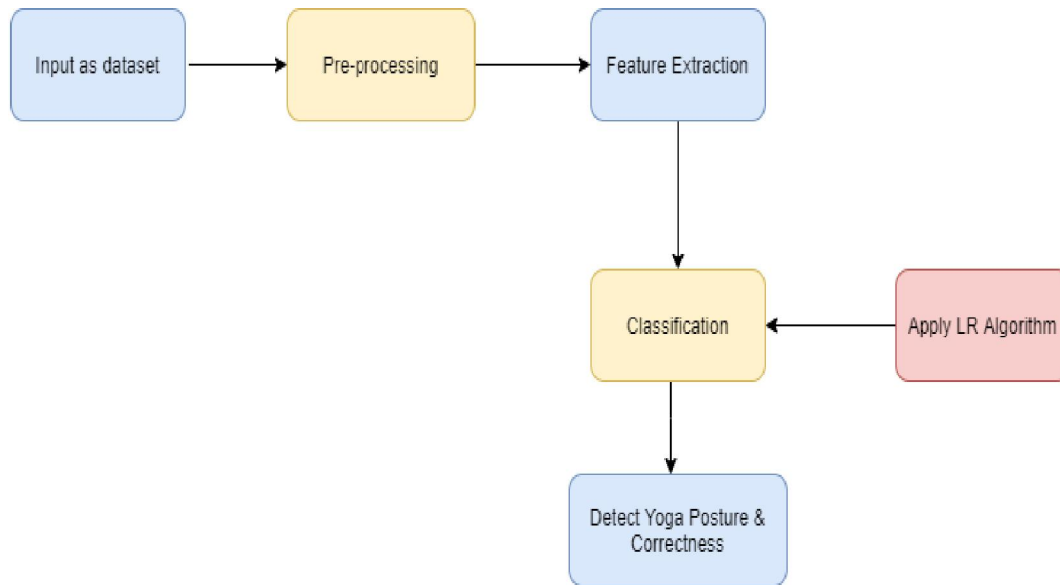 Input as dataset
Pre-processing
Feature Extraction
Classification
Apply LR Algorithm
Detect Yoga Posture &
Correctness